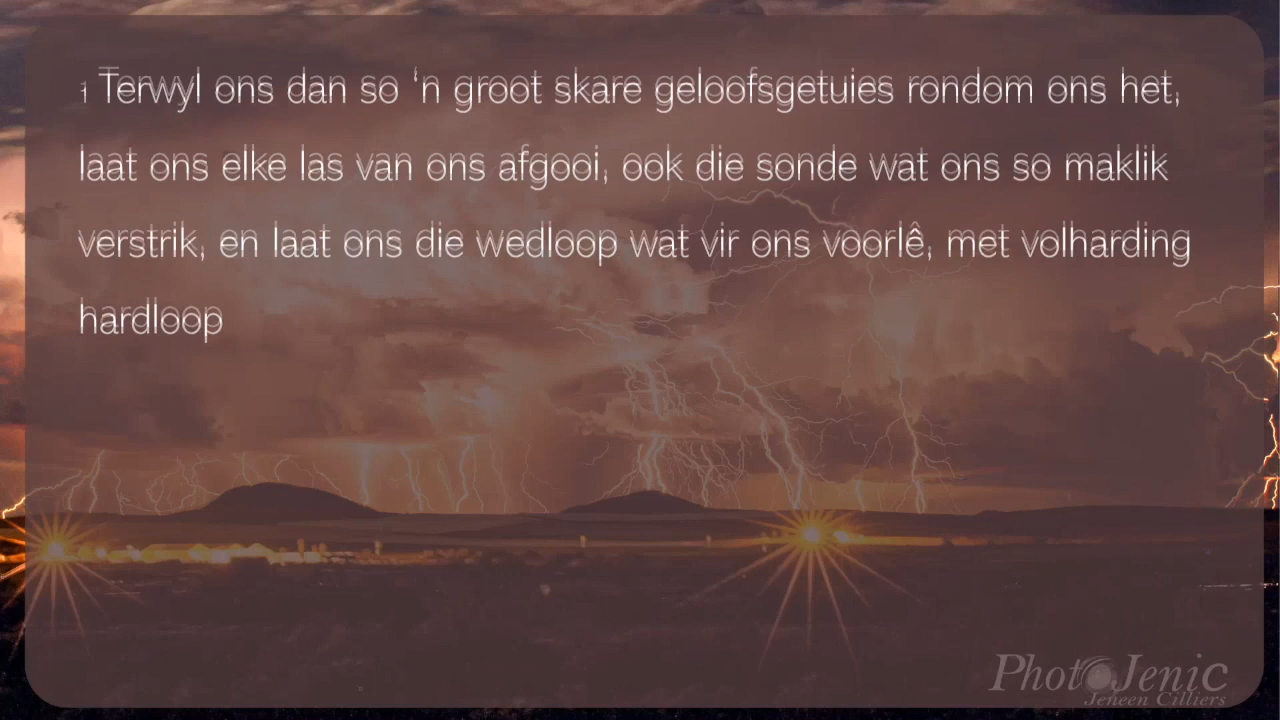 1 Terwyl ons dan so ‘n groot skare geloofsgetuies rondom ons het,
laat ons elke las van ons afgooi, ook die sonde wat ons so maklik
verstrik, en laat ons die wedloop wat vir ons voorlê, met volharding
hardloop
PhotoJenic
Jeneen Cilliers